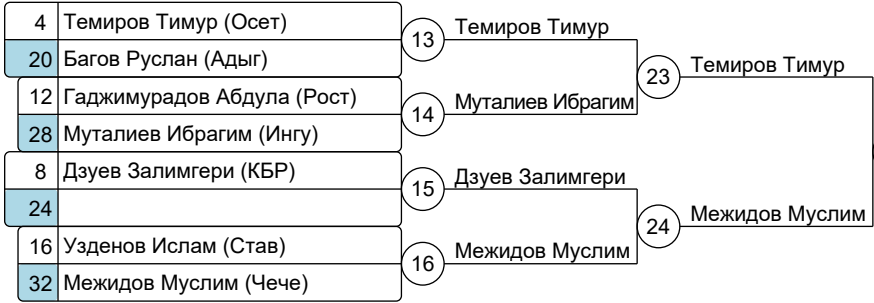 4 Темиров Тимур (Осет)
20 Багов Руслан (Адыг)
13 Темиров Тимур
12 Гаджимурадов Абдула (Рост)
28 Муталиев Ибрагим (Ингу)
14 Муталиев Ибрагим
23 Темиров Тимур
8 Дзуев Залимгери (КБР)
24
15 Дзуев Залимгери
16 Узденов Ислам (Став)
32 Межидов Муслим (Чече)
16 Межидов Муслим
24 Межидов Муслим